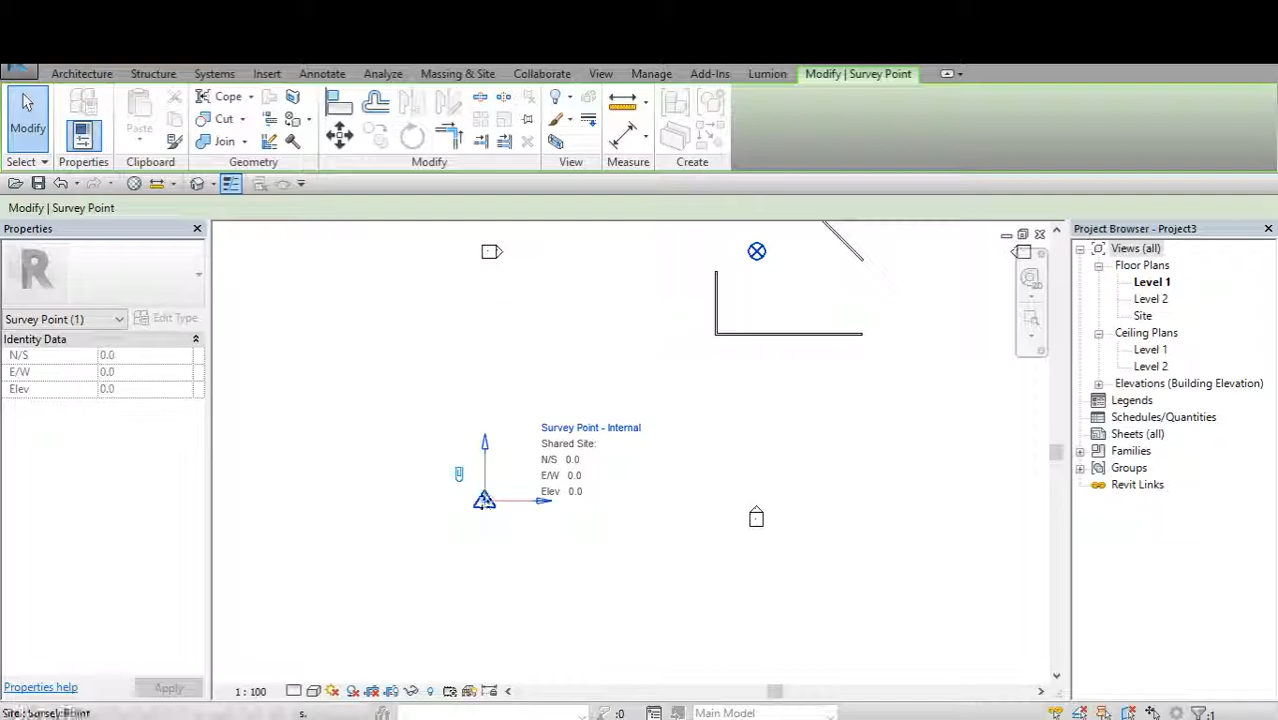 Architecture Structure Systems Insert Annotate Analyze Massing & Site Collaborate View Manage Add-Ins Lumion Modify | Survey Point
Modify Paste Cope Cut Join
Select Properties Clipboard Geometry Modify View Measure Create
Modify | Survey Point
Properties
Survey Point (1) Edit Type
Identity Data
N/S 0.0
E/W 0.0
Elev 0.0
Properties help Apply
Survey Point - Internal
Shared Site:
N/S 0.0
E/W 0.0
Elev 0.0
1 : 100
Project Browser - Project3
Views (all)
Floor Plans
Level 1
Level 2
Site
Ceiling Plans
Level 1
Level 2
Elevations (Building Elevation)
Legends
Schedules/Quantities
Sheets (all)
Families
Groups
Revit Links
:0 Main Model :1